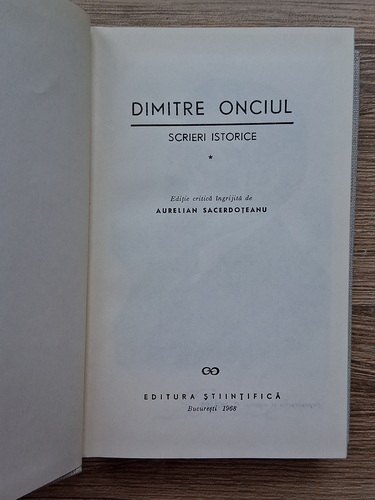 DIMITRE ONCIUL
SCRIERI ISTORICE
*
Ediție critică îngrijită de
AURELIAN SACERDOȚEANU
EDITURA ȘTIINȚIFICĂ
București 1968